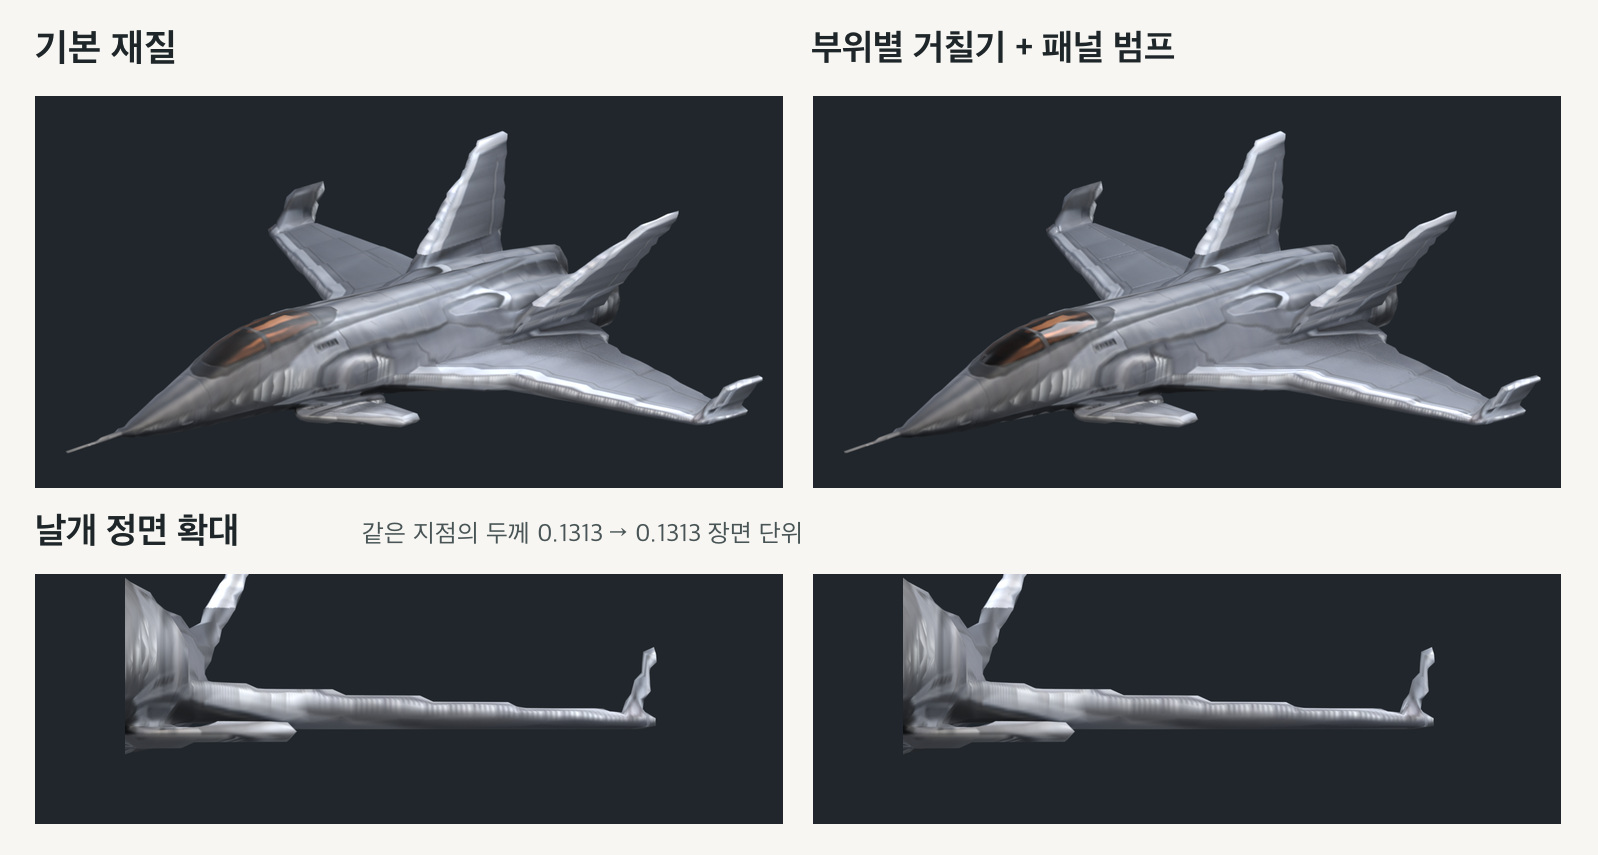 기본 재질
부위별 거칠기 + 패널 범프
날개 정면 확대
같은 지점의 두께 0.1313 → 0.1313 장면 단위